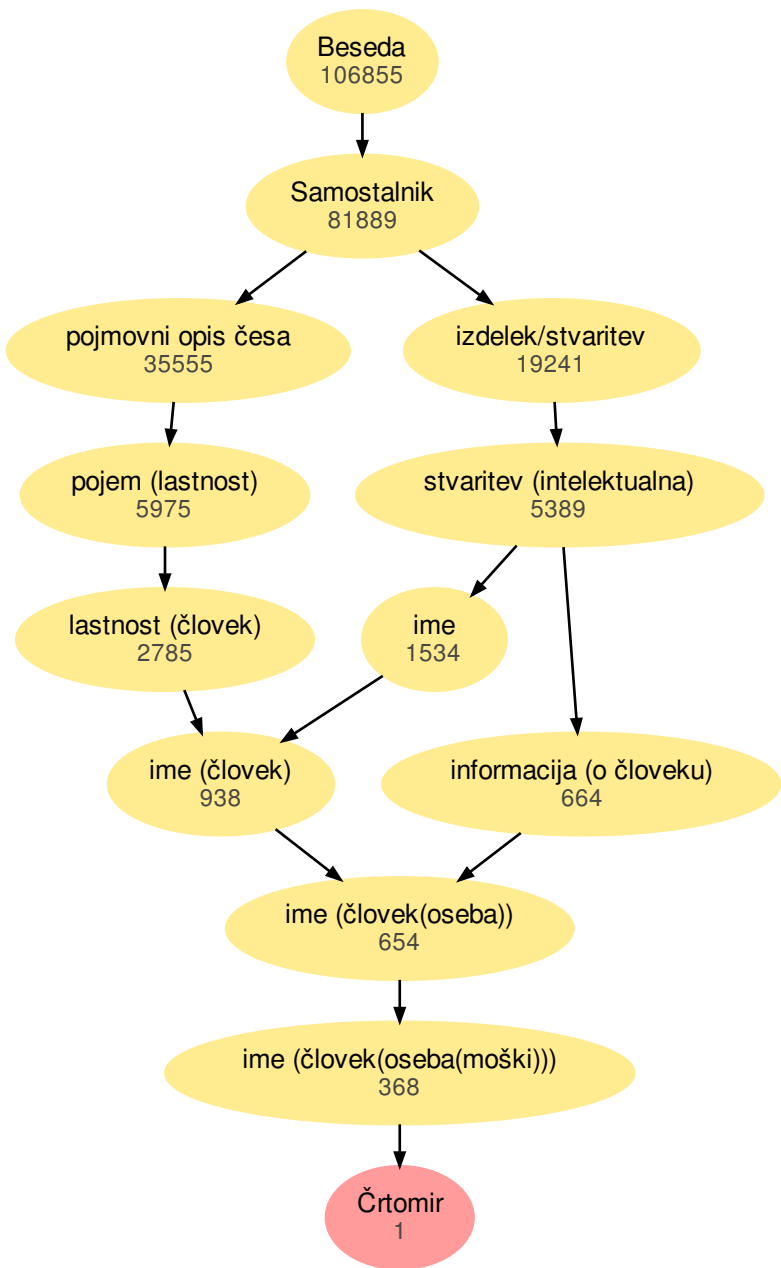 Beseda
106855
Samostalnik
81889
pojmovni opis česa
35555
izdelek/stvaritev
19241
pojem (lastnost)
5975
stvaritev (intelektualna)
5389
lastnost (človek)
2785
ime
1534
ime (človek)
938
informacija (o človeku)
664
ime (človek(oseba))
654
ime (človek(oseba(moški)))
368
Črtomir
1